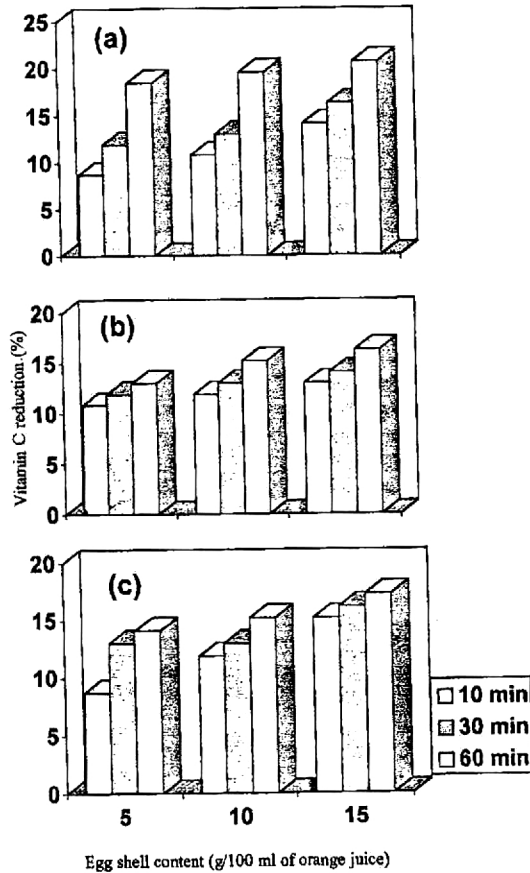 25
(a)
20
15
10
5
0
20
(b)
15
10
5
0
Vitamin C reduction (%)
20
(c)
15
10
5
0
10 min
30 min
60 min
5 10 15
Egg shell content (g/100 ml of orange juice)